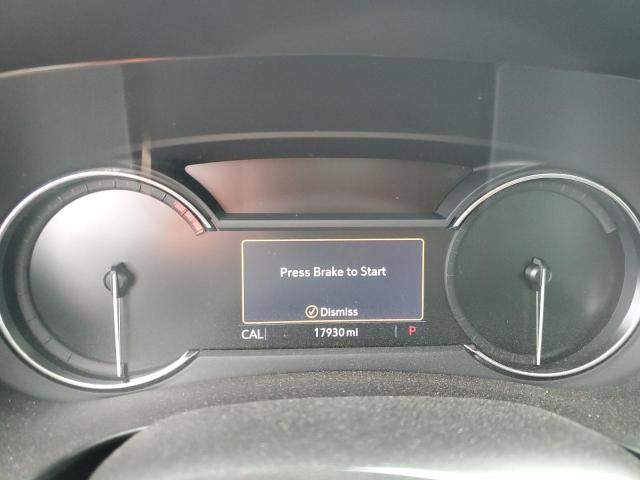 Press Brake to Start
Dismiss
CAL 17930 mi P